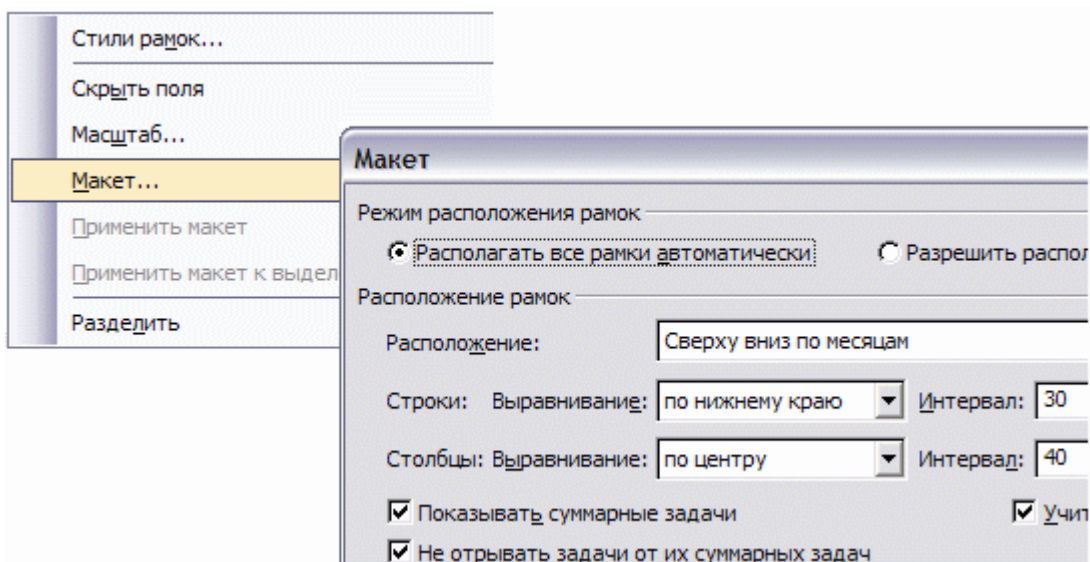 Стили рамок...
Скрыть поля
Масштаб...
Макет...
Применить макет
Применить макет к выдел
Разделить
Макет
Режим расположения рамок
Располагать все рамки автоматически Разрешить распол
Расположение рамок
Расположение: Сверху вниз по месяцам
Строки: Выравнивание: по нижнему краю Интервал: 30
Столбцы: Выравнивание: по центру Интервал: 40
Показывать суммарные задачи Учит
Не отрывать задачи от их суммарных задач